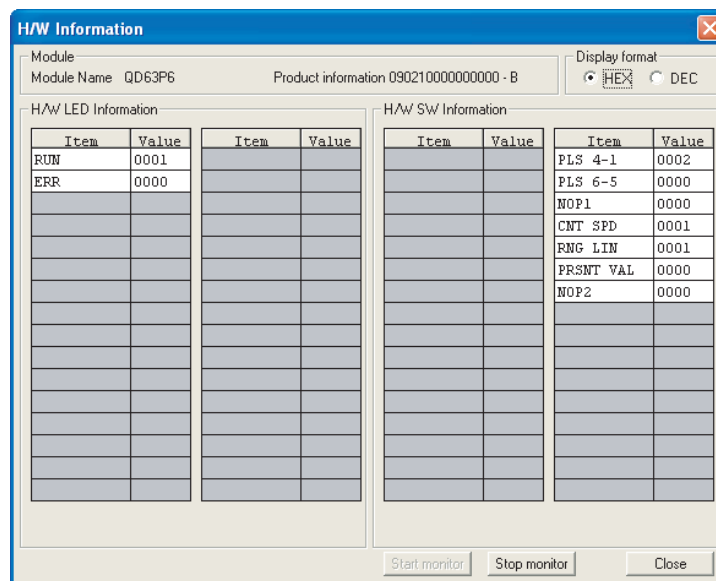 H/W Information
Module
Module Name QD63P6 Product information 090210000000000 - B
Display format
HEX DEC
H/W LED Information
Item Value Item Value
RUN 0001
ERR 0000
H/W SW Information
Item Value Item Value
PLS 4-1 0002
PLS 6-5 0000
NOP1 0000
CNT SPD 0001
RNG LIN 0001
PRSNT VAL 0000
NOP2 0000
Start monitor Stop monitor Close